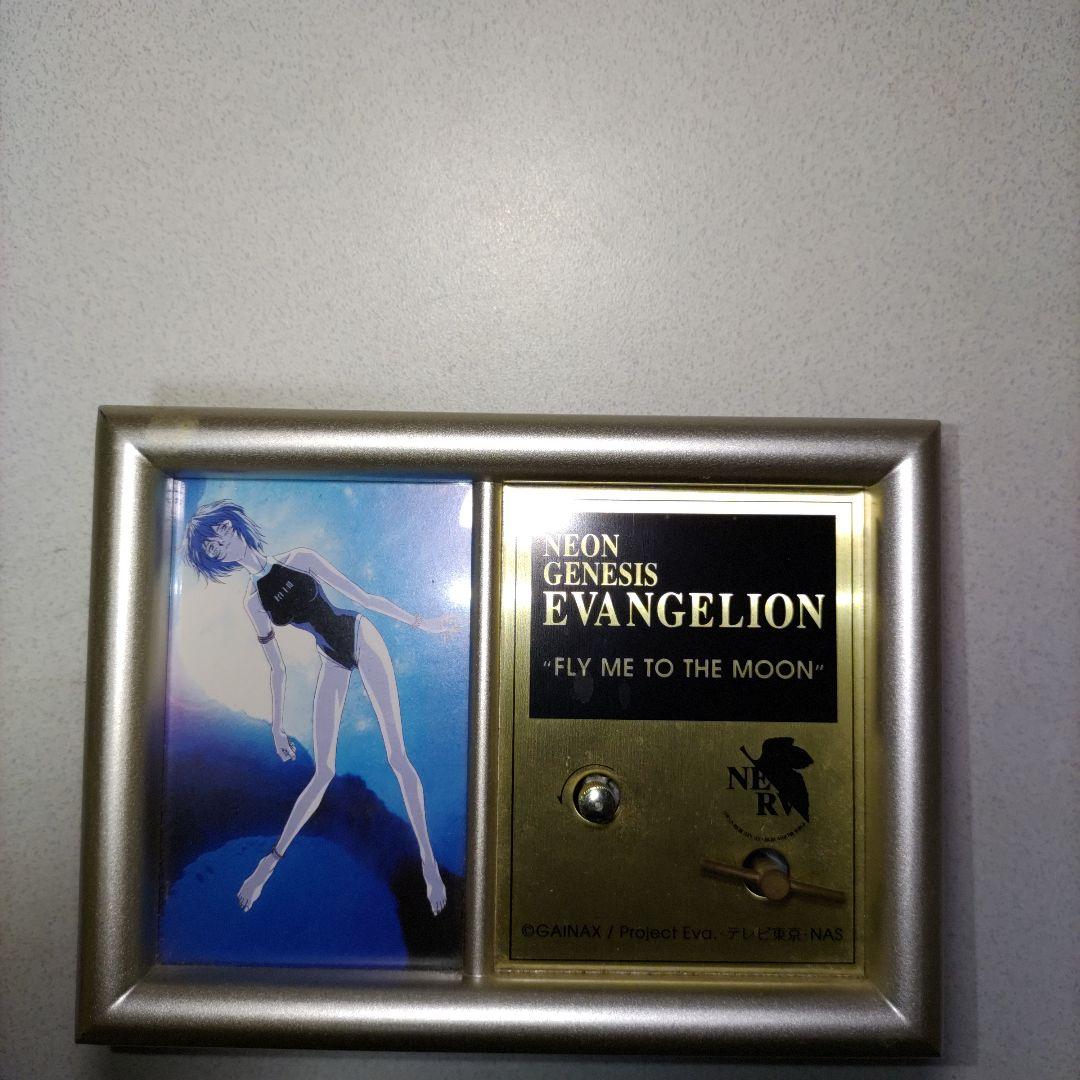 NEON
GENESIS
EVANGELION
"FLY ME TO THE MOON"
NERV
©GAINAX / Project Eva.・テレビ東京・NAS